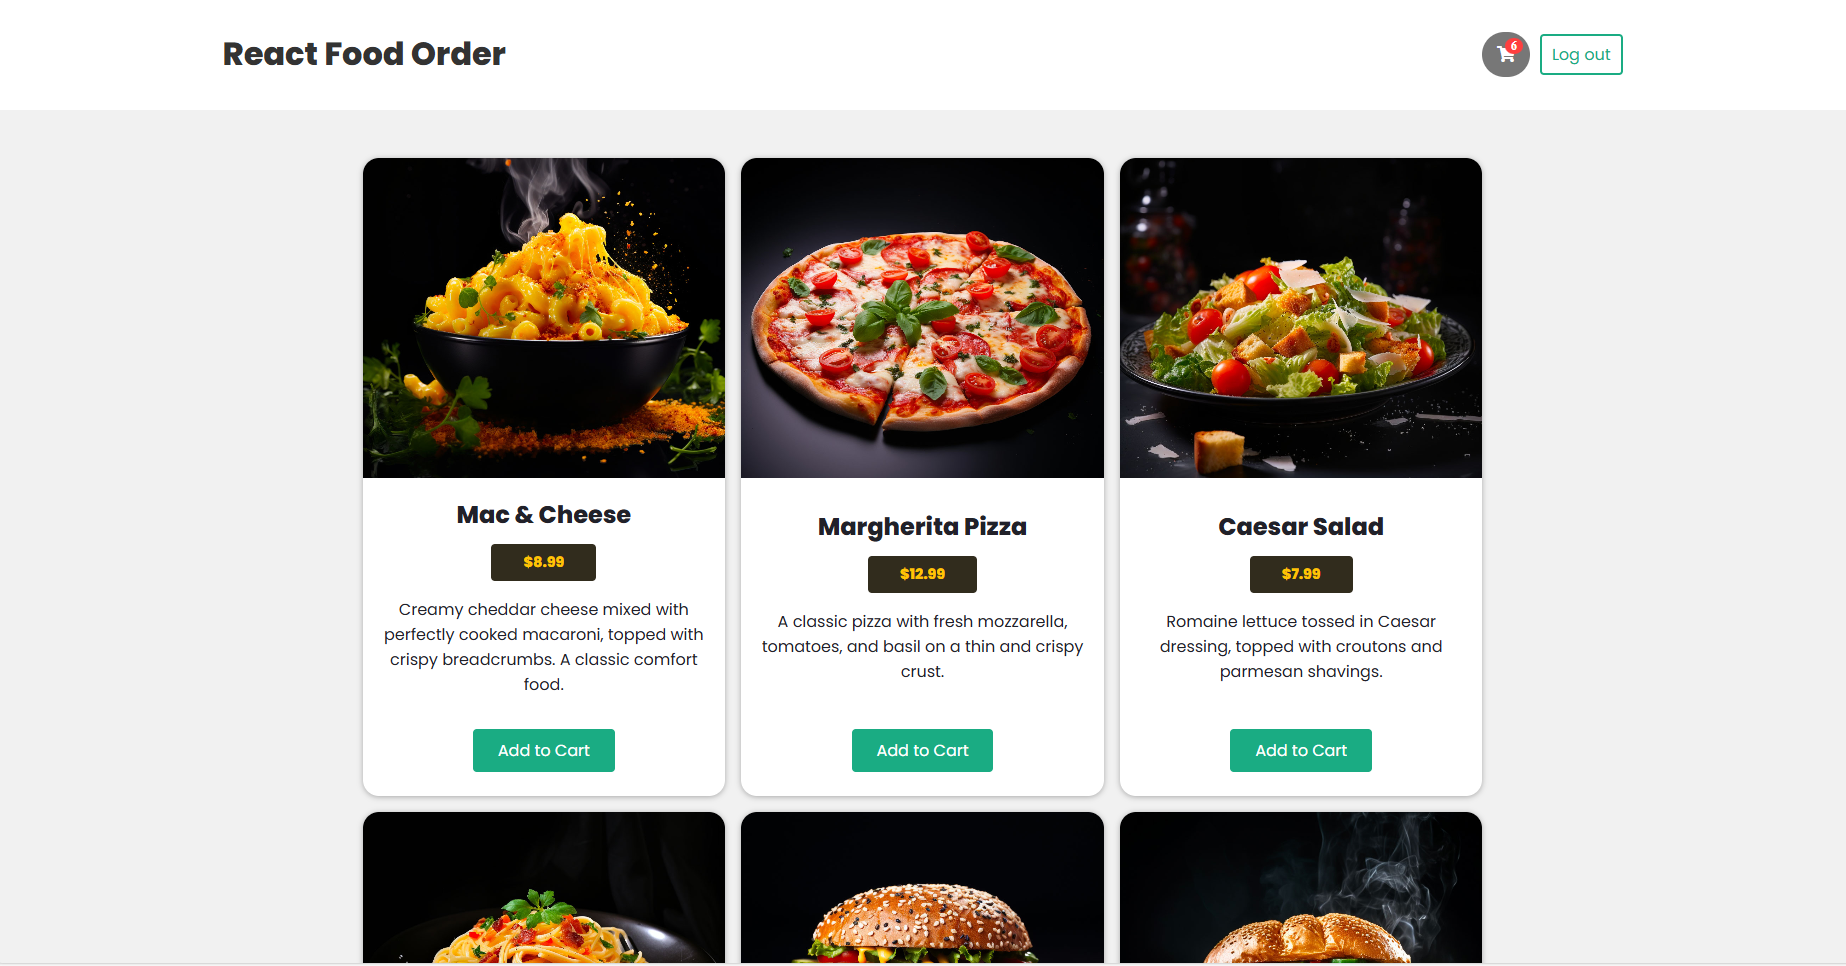 React Food Order
6
Log out
Mac & Cheese
$8.99
Creamy cheddar cheese mixed with
perfectly cooked macaroni, topped with
crispy breadcrumbs. A classic comfort
food.
Add to Cart
Margherita Pizza
$12.99
A classic pizza with fresh mozzarella,
tomatoes, and basil on a thin and crispy
crust.
Add to Cart
Caesar Salad
$7.99
Romaine lettuce tossed in Caesar
dressing, topped with croutons and
parmesan shavings.
Add to Cart